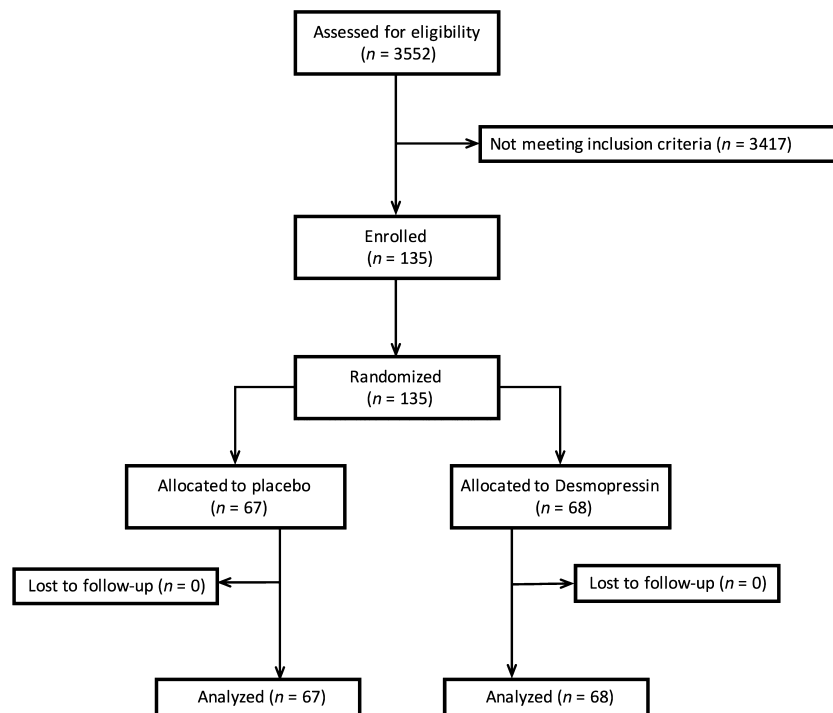 Assessed for eligibility
(n = 3552)
Not meeting inclusion criteria (n = 3417)
Enrolled
(n = 135)
Randomized
(n = 135)
Allocated to placebo
(n = 67)
Allocated to Desmopressin
(n = 68)
Lost to follow-up (n = 0)
Lost to follow-up (n = 0)
Analyzed (n = 67)
Analyzed (n = 68)